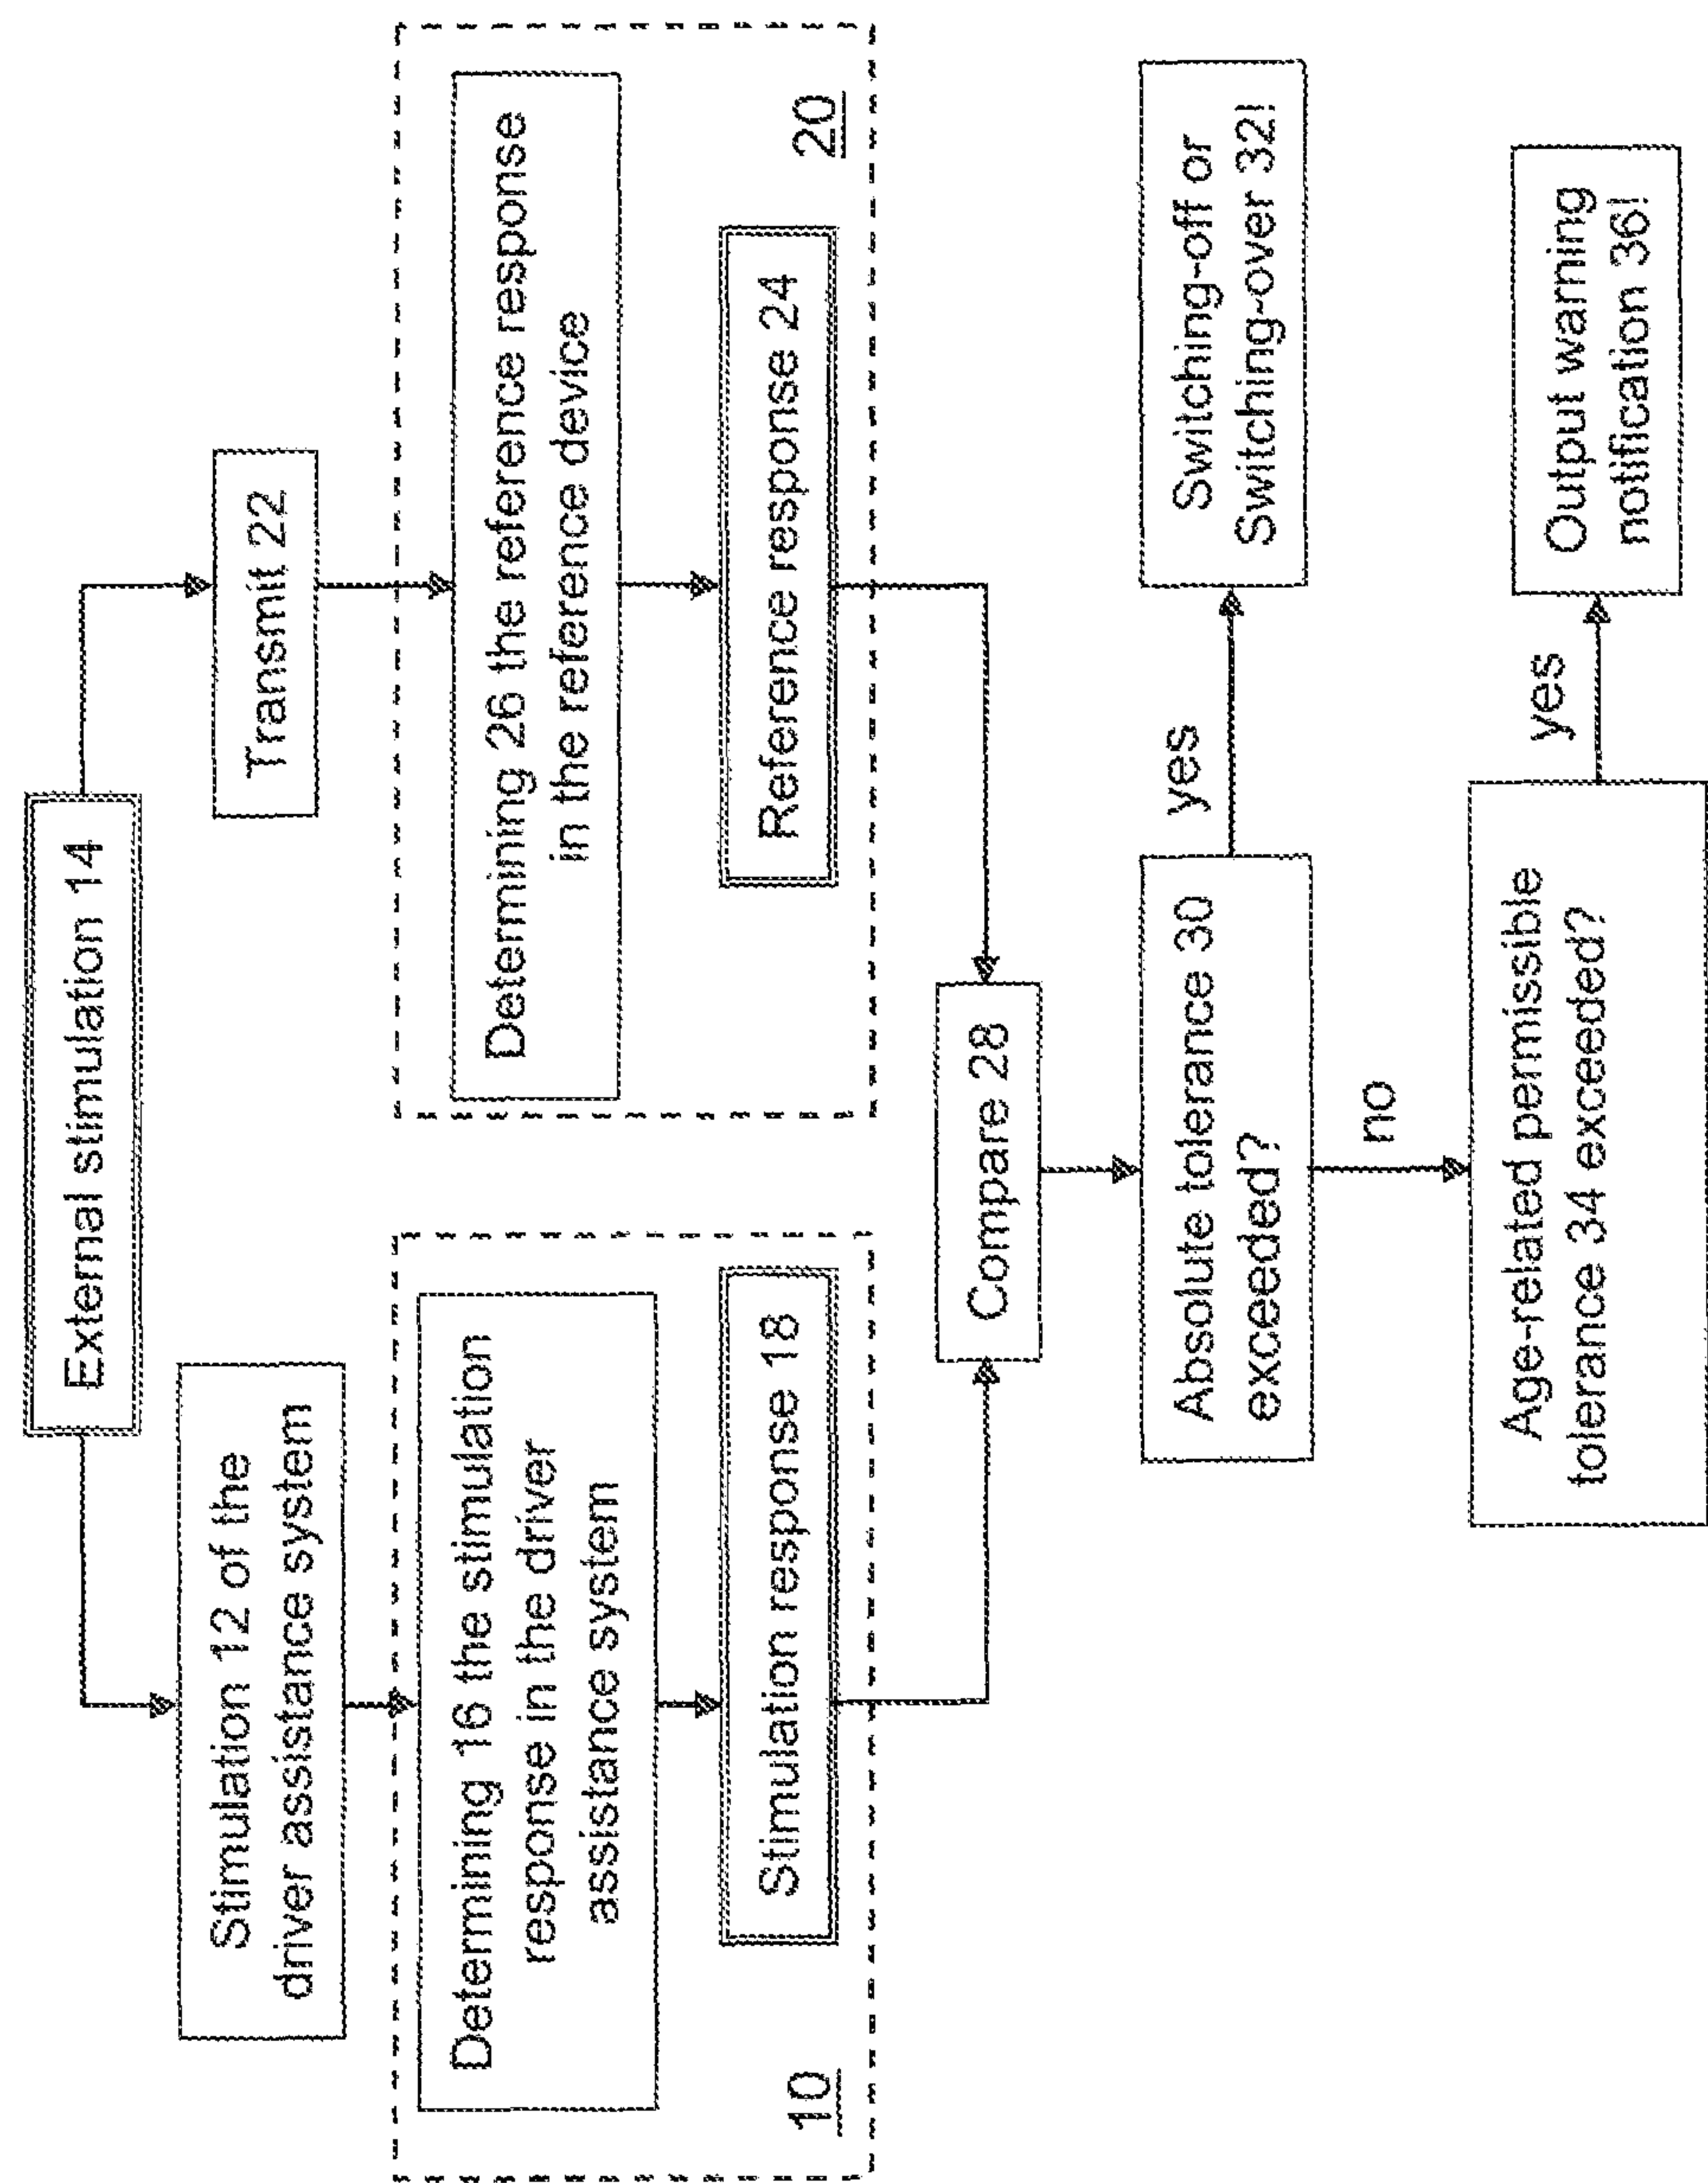 External stimulation 14
Stimulation 12 of the
driver assistance system
Transmit 22
Determining 16 the stimulation
response in the driver
assistance system
Stimulation response 18
10
Determining 26 the reference response
in the reference device
Reference response 24
20
Compare 28
Absolute tolerance 30
exceeded?
yes
Switching-off or
Switching-over 32!
no
Age-related permissible
tolerance 34 exceeded?
yes
Output warning
notification 36!